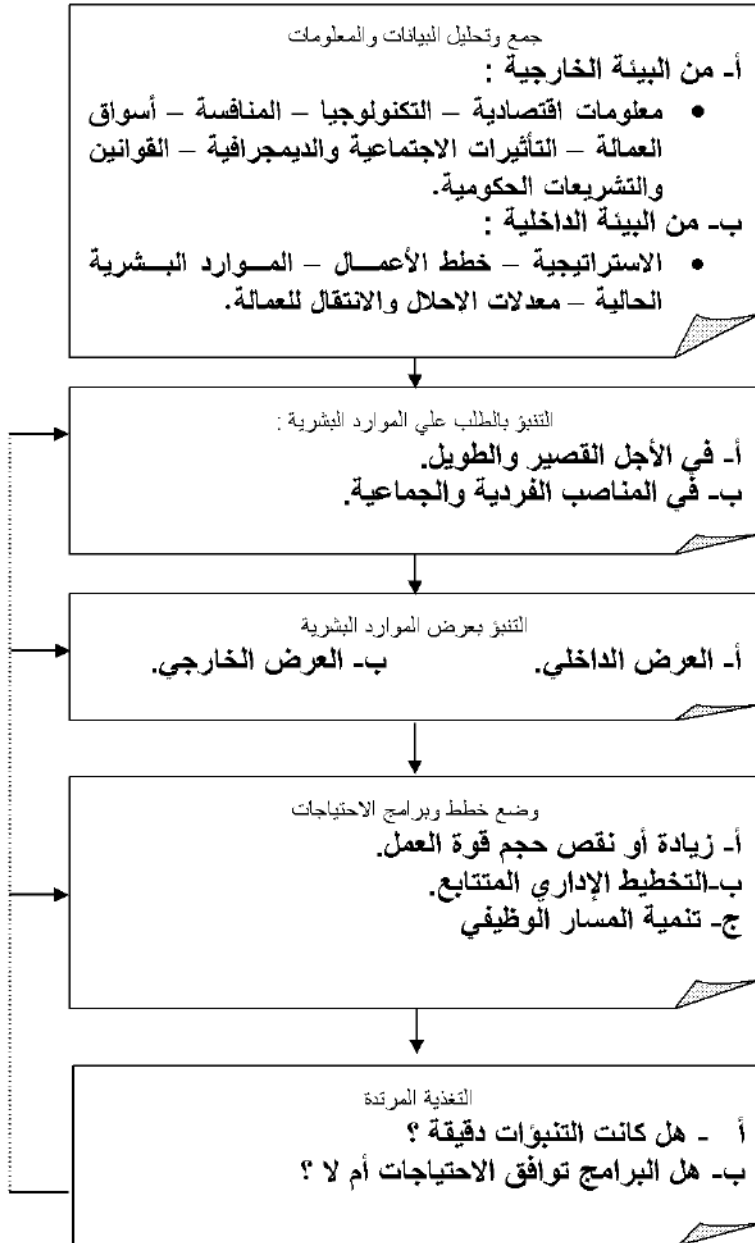 جمع وتحليل البيانات والمعلومات
أ- من البيئة الخارجية :
• معلومات اقتصادية – التكنولوجيا – المنافسة – أسواق
العمالة – التأثيرات الاجتماعية والديمجرافية – القوانين
والتشريعات الحكومية.
ب- من البيئة الداخلية :
• الاستراتيجية – خطط الأعمـــال – المـــوارد البـــشرية
الحالية – معدلات الإحلال والانتقال للعمالة.
التنبؤ بالطلب علي الموارد البشرية :
أ- في الأجل القصير والطويل.
ب- في المناصب الفردية والجماعية.
التنبؤ بعرض الموارد البشرية
أ- العرض الداخلي. ب- العرض الخارجي.
وضع خطط وبرامج الاحتياجات
أ- زيادة أو نقص حجم قوة العمل.
ب-التخطيط الإداري المتتابع.
ج- تنمية المسار الوظيفي
التغذية المرتدة
أ - هل كانت التنبؤات دقيقة ؟
ب- هل البرامج توافق الاحتياجات أم لا ؟